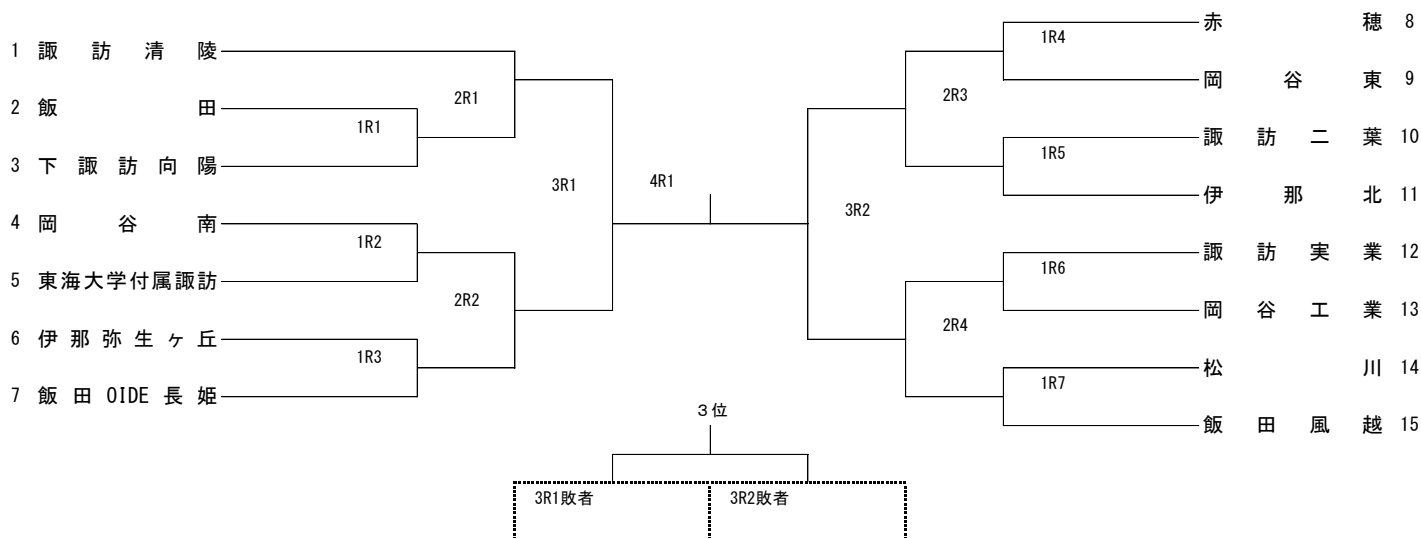 1 諏訪清陵
2 飯田
3 下諏訪向陽
4 岡谷南
5 東海大学付属諏訪
6 伊那弥生ヶ丘
7 飯田OIDE長姫
1R1
1R2
1R3
2R1
2R2
3R1
4R1
3R2
2R3
2R4
1R4
1R5
1R6
1R7
赤穂 8
岡谷東 9
諏訪二葉 10
伊那北 11
諏訪実業 12
岡谷工業 13
松川 14
飯田風越 15
３位
3R1敗者
3R2敗者